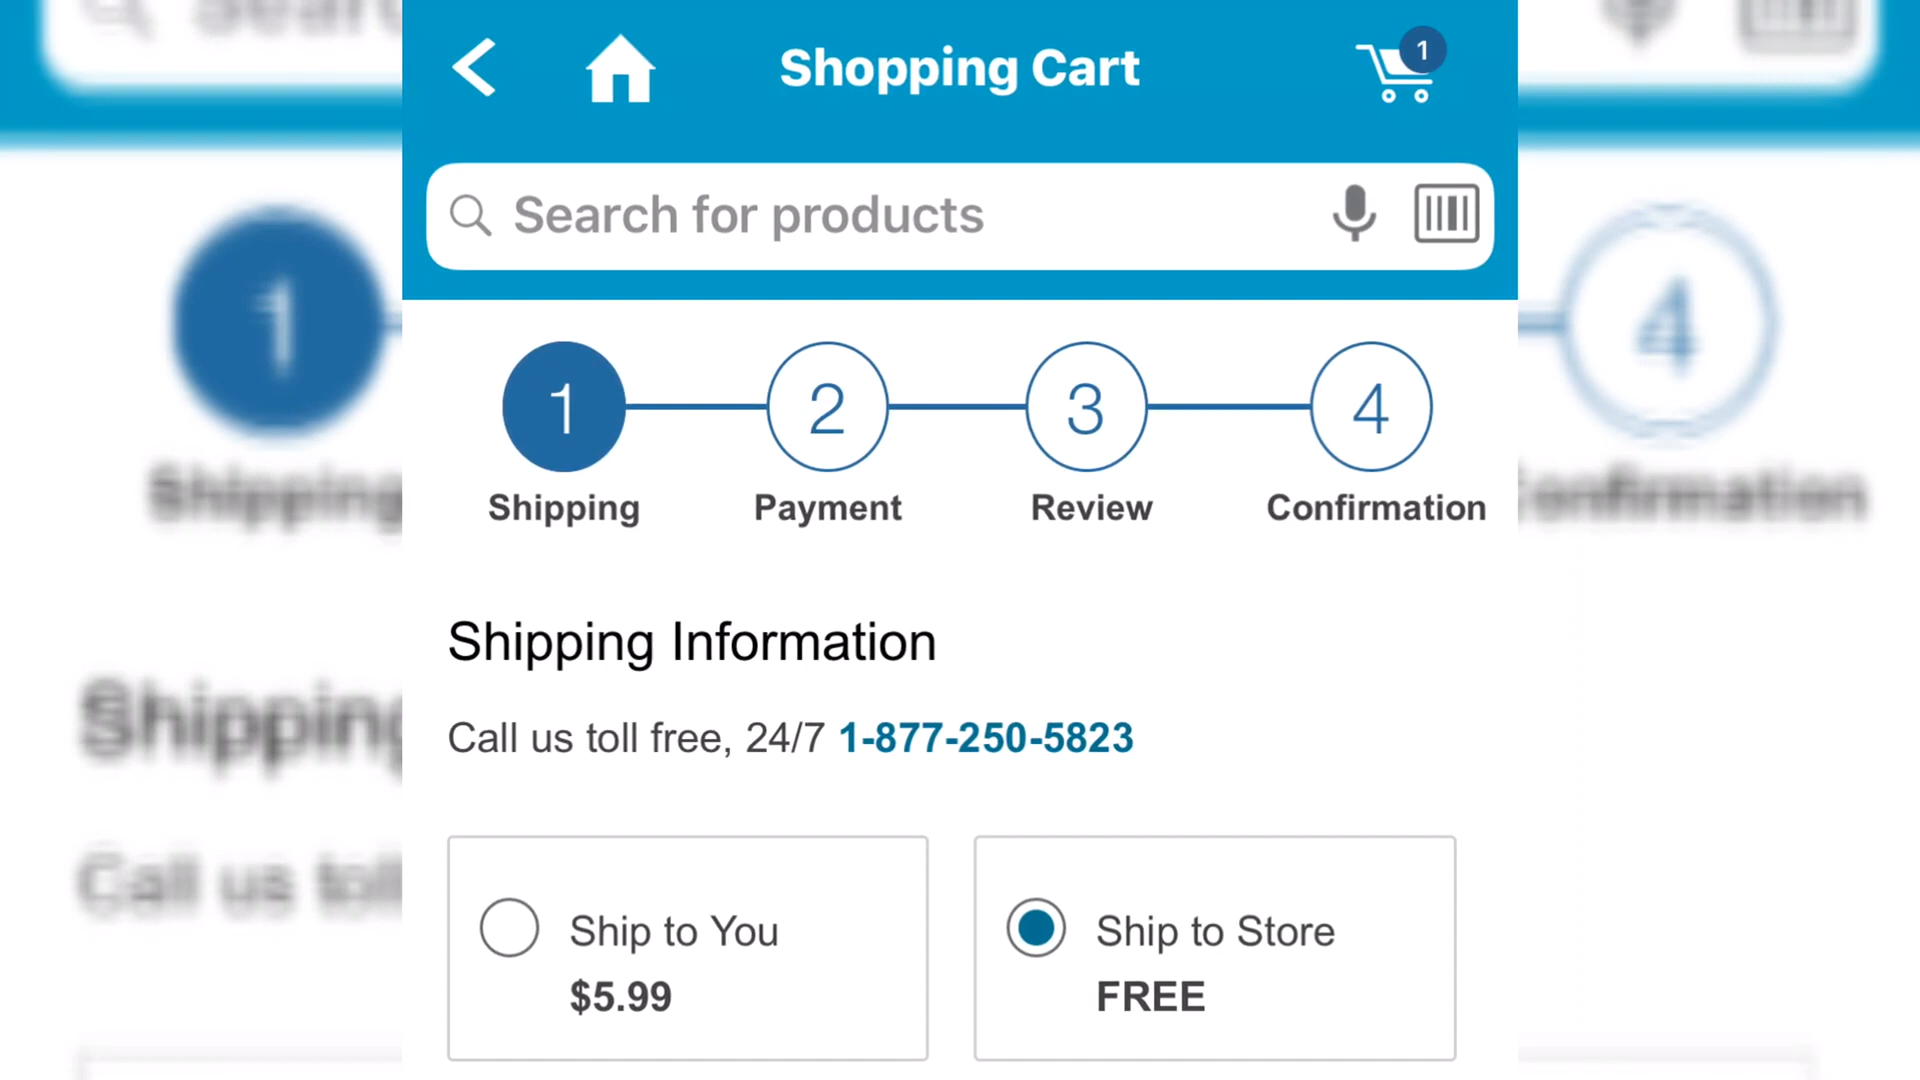 Shopping Cart
1
Search for products
1
2
3
4
Shipping
Payment
Review
Confirmation
Shipping Information
Call us toll free, 24/7 1-877-250-5823
Ship to You
$5.99
Ship to Store
FREE